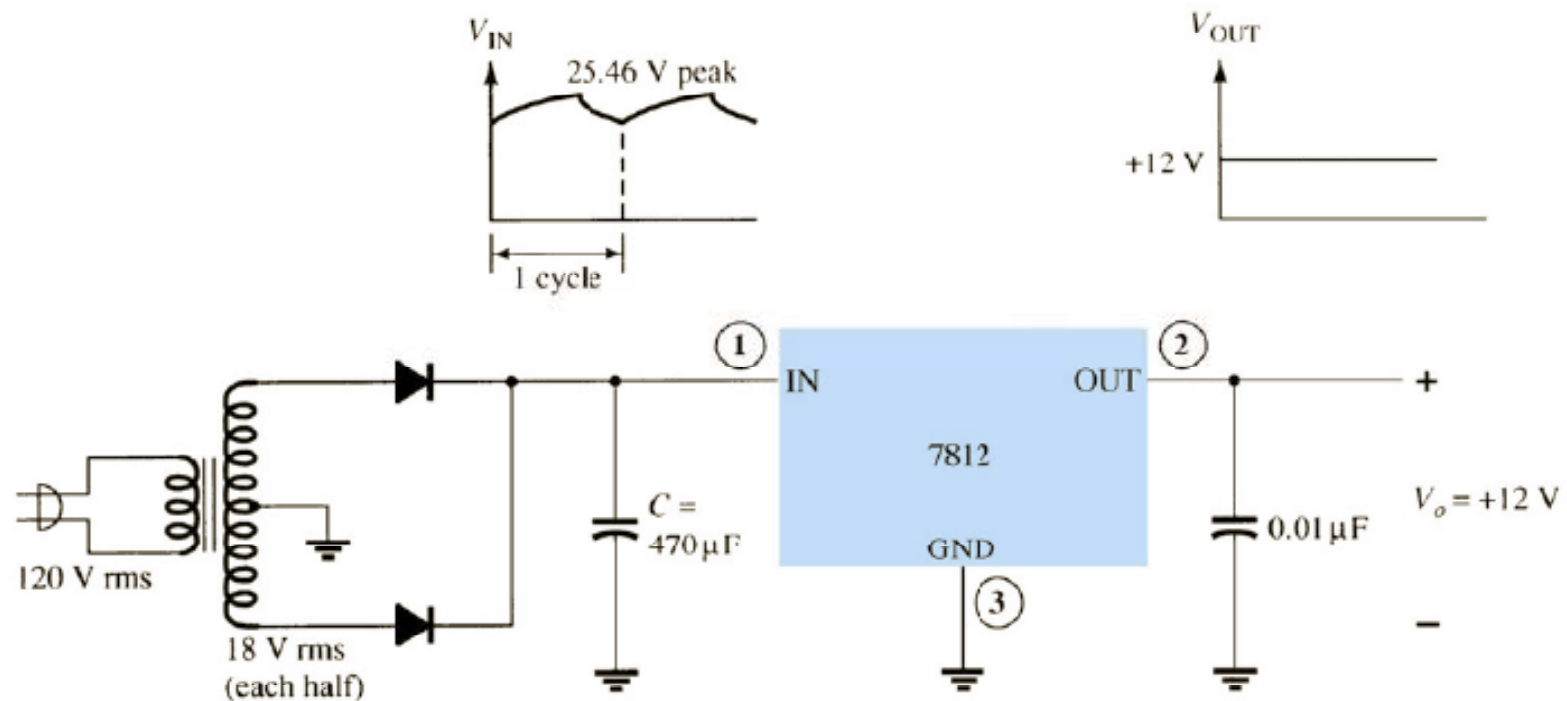 V_IN
25.46 V peak
1 cycle
V_OUT
+12 V
1
IN
OUT
2
7812
GND
3
C =
470 µF
0.01 µF
+
V_o = +12 V
−
120 V rms
18 V rms
(each half)